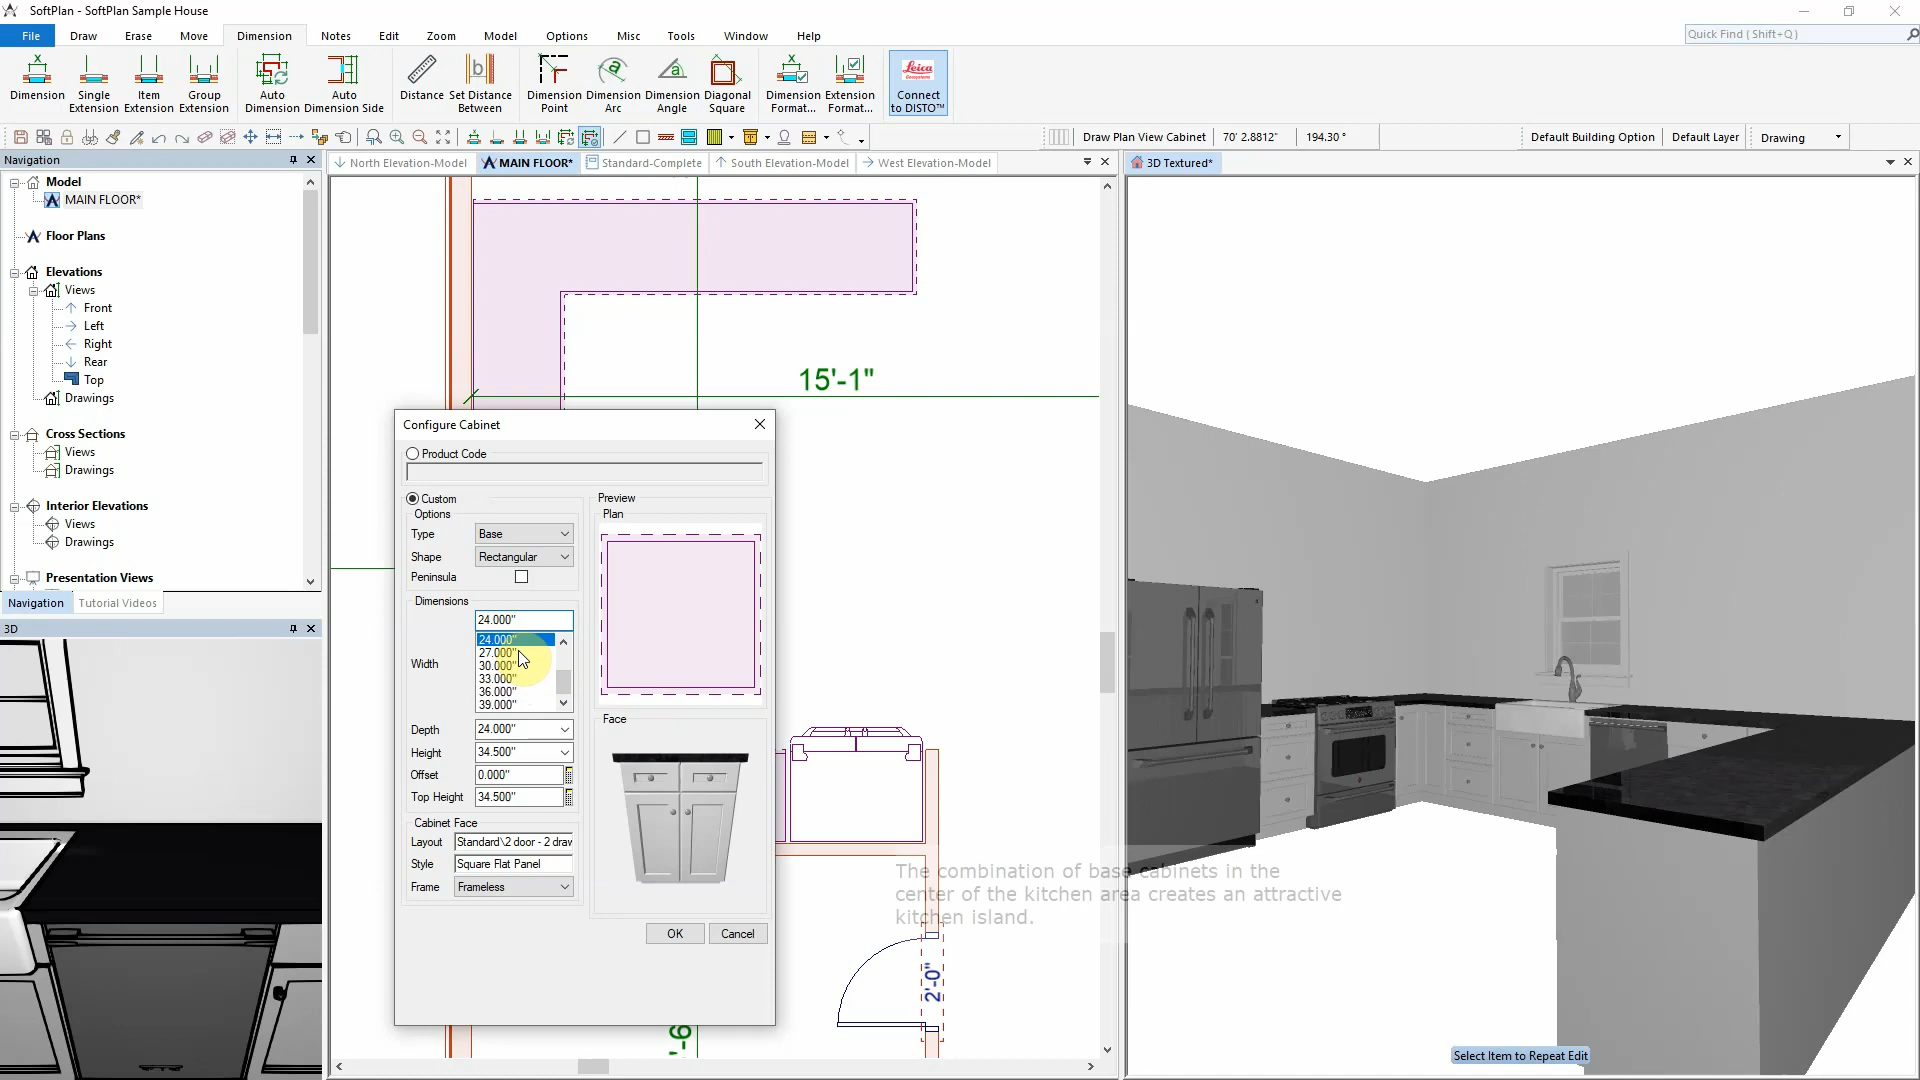 SoftPlan - SoftPlan Sample House
File Draw Erase Move Dimension Notes Edit Zoom Model Options Misc Tools Window Help
Quick Find ( Shift+Q )
Dimension
Single Extension
Item Extension
Group Extension
Auto Dimension
Auto Dimension Side
Distance
Set Distance Between
Dimension Point
Dimension Arc
Dimension Angle
Diagonal Square
Dimension Format...
Extension Format...
Leica
Geosystems
Connect to DISTO™
Draw Plan View Cabinet 70' 2.8812" 194.30 ° Default Building Option Default Layer Drawing
Navigation
North Elevation-Model MAIN FLOOR* Standard-Complete South Elevation-Model West Elevation-Model
3D Textured*
Model
MAIN FLOOR*
Floor Plans
Elevations
Views
Front
Left
Right
Rear
Top
Drawings
Cross Sections
Views
Drawings
Interior Elevations
Views
Drawings
Presentation Views
Navigation Tutorial Videos
3D
15'-1"
Configure Cabinet
Product Code
Custom
Options
Type Base
Shape Rectangular
Peninsula
Dimensions
24.000"
24.000"
27.000"
30.000"
33.000"
36.000"
39.000"
Width
Depth 24.000"
Height 34.500"
Offset 0.000"
Top Height 34.500"
Cabinet Face
Layout Standard\2 door - 2 draw
Style Square Flat Panel
Frame Frameless
Preview
Plan
Face
OK Cancel
2'-0"
'-6
The combination of base cabinets in the
center of the kitchen area creates an attractive
kitchen island.
Select Item to Repeat Edit